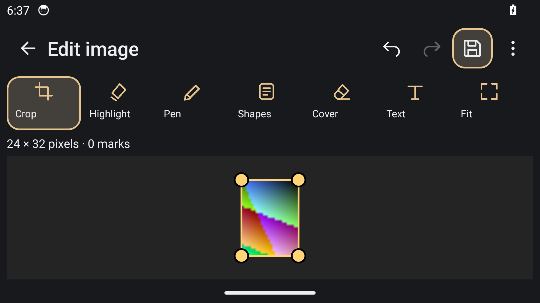 6:37
Edit image
Crop
Highlight
Pen
Shapes
Cover
Text
Fit
24 × 32 pixels · 0 marks